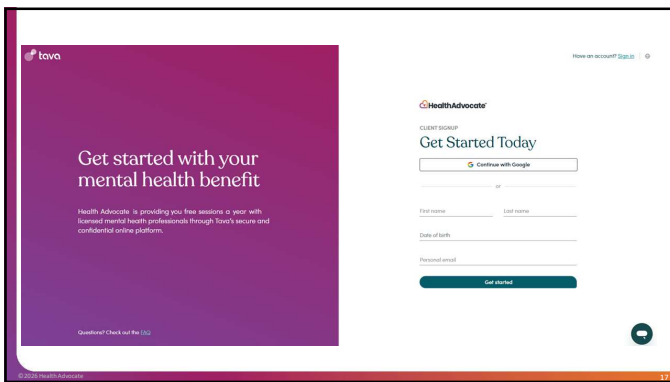 tava
Have an account? Sign in
HealthAdvocate
CLIENT SIGNUP
Get Started Today
Continue with Google
or
First name
Last name
Date of birth
Personal email
Get started
Get started with your
mental health benefit
Health Advocate is providing you free sessions a year with
licensed mental heath professionals through Tava's secure and
confidential online platform.
Questions? Check out the FAQ
© 2026 Health Advocate
17